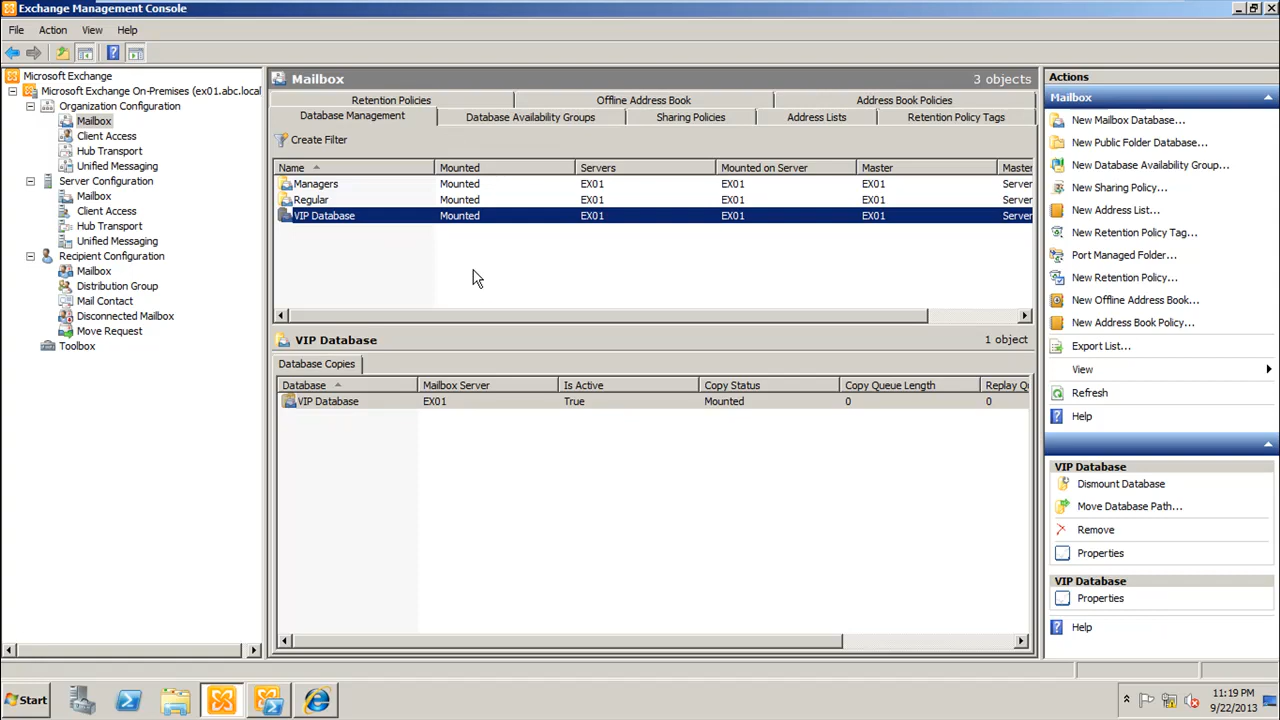 Exchange Management Console
File Action View Help
Microsoft Exchange
Microsoft Exchange On-Premises (ex01.abc.local
Organization Configuration
Mailbox
Client Access
Hub Transport
Unified Messaging
Server Configuration
Mailbox
Client Access
Hub Transport
Unified Messaging
Recipient Configuration
Mailbox
Distribution Group
Mail Contact
Disconnected Mailbox
Move Request
Toolbox
Mailbox 3 objects
Retention Policies Offline Address Book Address Book Policies
Database Management Database Availability Groups Sharing Policies Address Lists Retention Policy Tags
Create Filter
Name Mounted Servers Mounted on Server Master Master
Managers Mounted EX01 EX01 EX01 Server
Regular Mounted EX01 EX01 EX01 Server
VIP Database Mounted EX01 EX01 EX01 Server
VIP Database 1 object
Database Copies
Database Mailbox Server Is Active Copy Status Copy Queue Length Replay Q
VIP Database EX01 True Mounted 0 0
Actions
Mailbox
New Mailbox Database...
New Public Folder Database...
New Database Availability Group...
New Sharing Policy...
New Address List...
New Retention Policy Tag...
Port Managed Folder...
New Retention Policy...
New Offline Address Book...
New Address Book Policy...
Export List...
View
Refresh
Help
VIP Database
Dismount Database
Move Database Path...
Remove
Properties
VIP Database
Properties
Help
Start
11:19 PM
9/22/2013